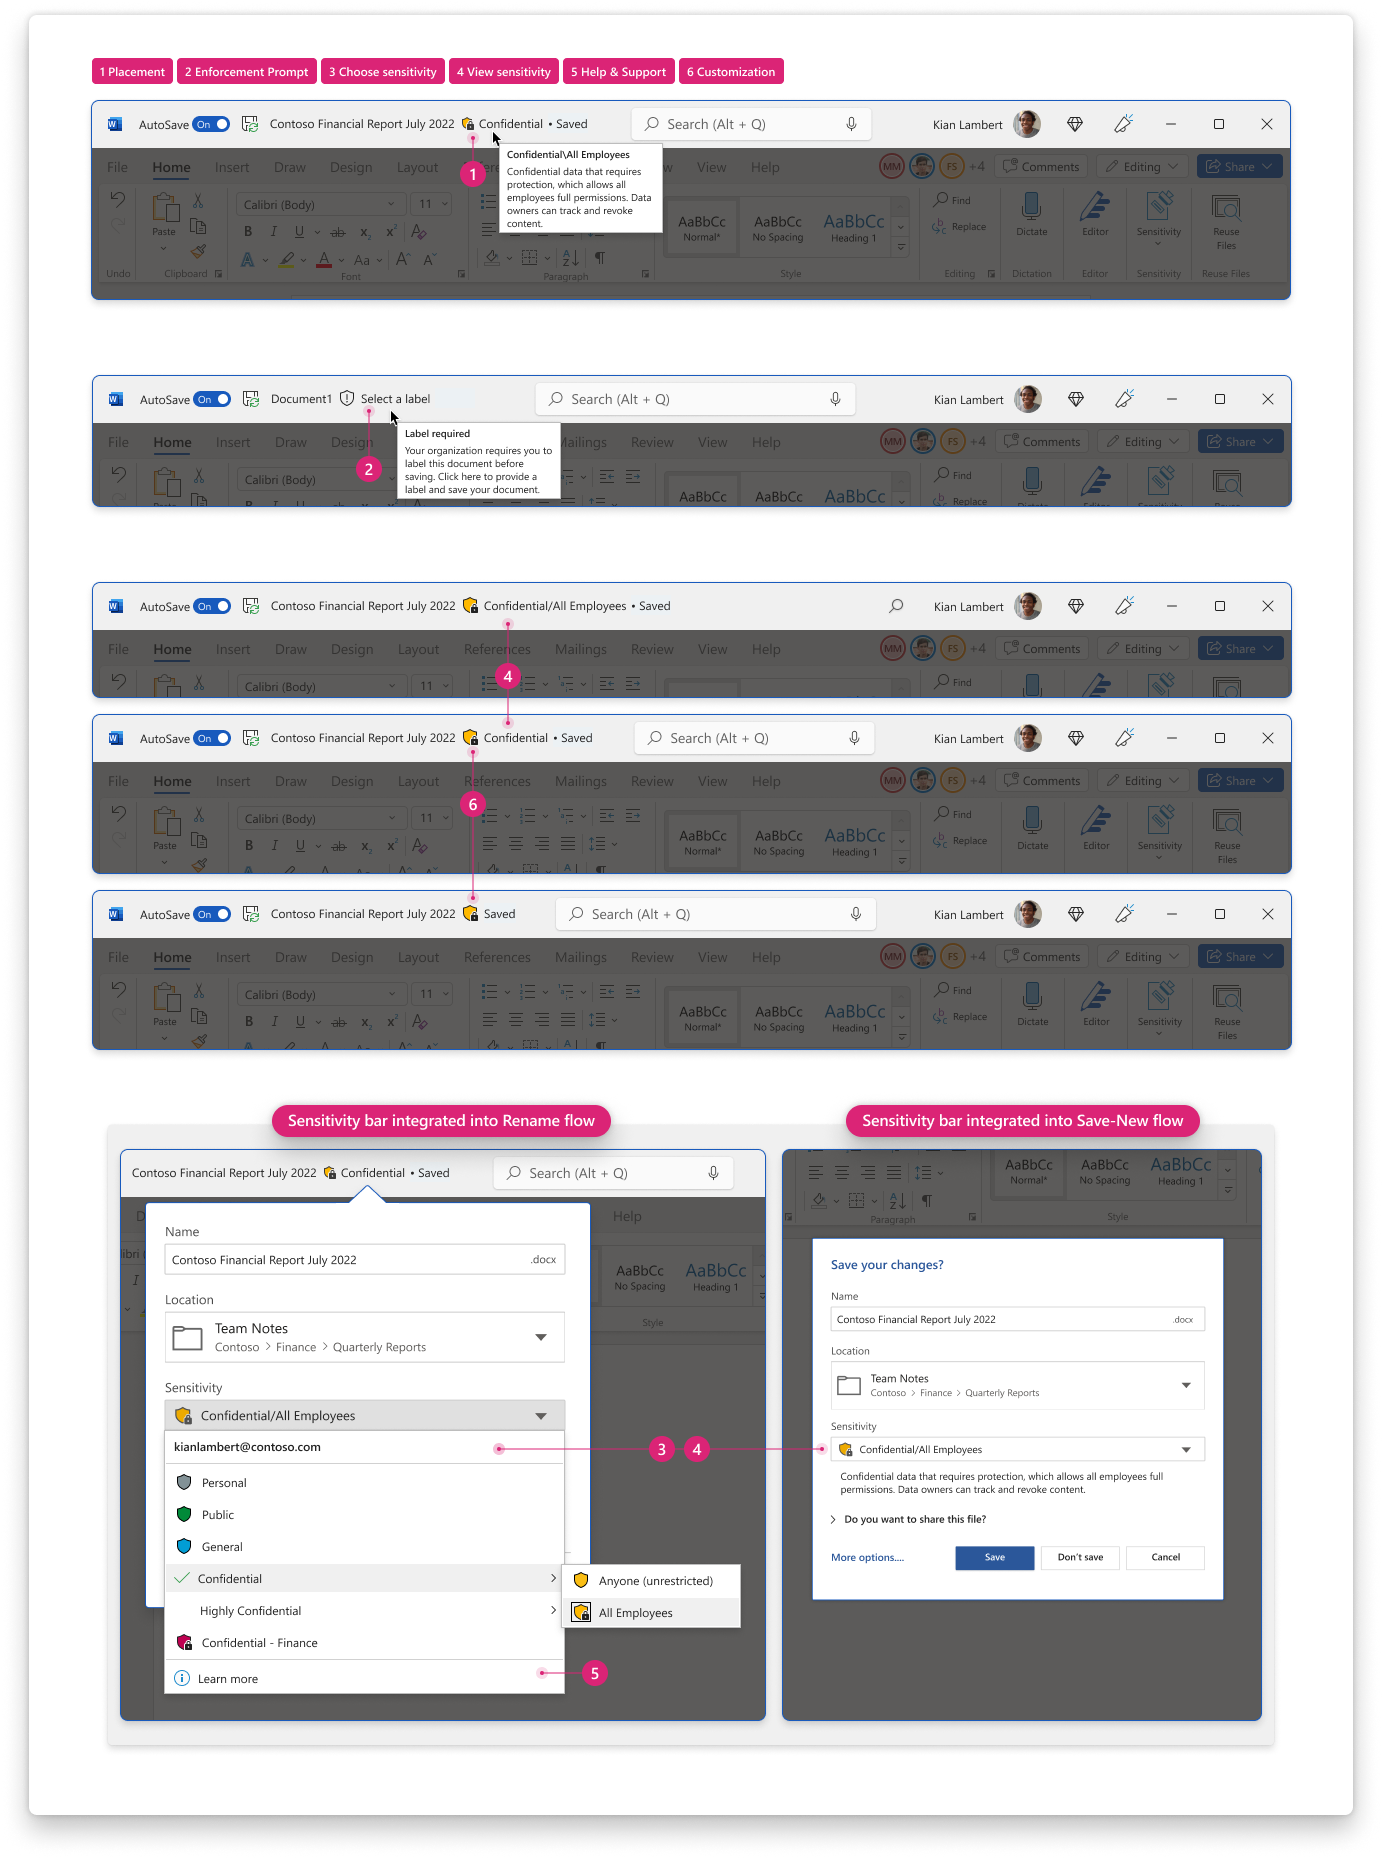 1 Placement
2 Enforcement Prompt
3 Choose sensitivity
4 View sensitivity
5 Help & Support
6 Customization
AutoSave On Contoso Financial Report July 2022 Confidential • Saved Search (Alt + Q) Kian Lambert
File Home Insert Draw Design Layout View Help MM FS +4 Comments Editing Share
1
Confidential\All Employees
Confidential data that requires
protection, which allows all
employees full permissions. Data
owners can track and revoke
content.
Calibri (Body) 11
Paste
B I U ab x₂ x² A
A A Aa A A
AaBbCc AaBbCc AaBbCc
Normal* No Spacing Heading 1
Find
Replace
Dictate Editor Sensitivity Reuse
Files
Undo Clipboard Font Paragraph Style Editing Dictation Editor Sensitivity Reuse Files
AutoSave On Document1 Select a label Search (Alt + Q) Kian Lambert
File Home Insert Draw Design Mailings Review View Help MM FS +4 Comments Editing Share
2
Label required
Your organization requires you to
label this document before
saving. Click here to provide a
label and save your document.
Calibri (Body)
AaBbCc AaBbCc AaBbCc
Find
Replace
Paste
Dictate Editor Sensitivity Reuse
AutoSave On Contoso Financial Report July 2022 Confidential/All Employees • Saved Kian Lambert
File Home Insert Draw Design Layout References Mailings Review View Help MM FS +4 Comments Editing Share
4
Calibri (Body) 11
Find
AutoSave On Contoso Financial Report July 2022 Confidential • Saved Search (Alt + Q) Kian Lambert
File Home Insert Draw Design Layout References Mailings Review View Help MM FS +4 Comments Editing Share
6
Calibri (Body) 11
Paste
B I U ab x₂ x² A
AaBbCc AaBbCc AaBbCc
Normal* No Spacing Heading 1
Find
Replace
Dictate Editor Sensitivity Reuse
Files
AutoSave On Contoso Financial Report July 2022 Saved Search (Alt + Q) Kian Lambert
File Home Insert Draw Design Layout References Mailings Review View Help MM FS +4 Comments Editing Share
Calibri (Body) 11
Paste
B I U ab x₂ x² A
AaBbCc AaBbCc AaBbCc
Normal* No Spacing Heading 1
Find
Replace
Dictate Editor Sensitivity Reuse
Files
Sensitivity bar integrated into Rename flow
Contoso Financial Report July 2022 Confidential • Saved Search (Alt + Q)
Help
Name
Contoso Financial Report July 2022 .docx
Location
Team Notes
Contoso > Finance > Quarterly Reports
Sensitivity
Confidential/All Employees
kianlambert@contoso.com
Personal
Public
General
Confidential
Highly Confidential
Confidential - Finance
Learn more
Anyone (unrestricted)
All Employees
AaBbCc AaBbCc
No Spacing Heading 1
Style
3 4
5
Sensitivity bar integrated into Save-New flow
AaBbCc AaBbCc AaBbCc
Normal* No Spacing Heading 1
Paragraph Style
Save your changes?
Name
Contoso Financial Report July 2022 .docx
Location
Team Notes
Contoso > Finance > Quarterly Reports
Sensitivity
Confidential/All Employees
Confidential data that requires protection, which allows all employees full
permissions. Data owners can track and revoke content.
Do you want to share this file?
More options.... Save Don't save Cancel